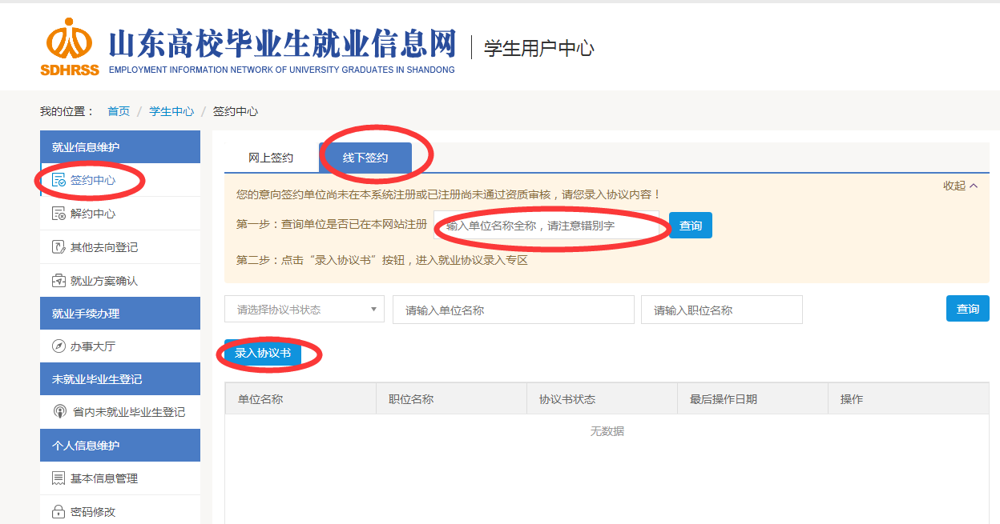 山东高校毕业生就业信息网
学生用户中心
SDHRSS
EMPLOYMENT INFORMATION NETWORK OF UNIVERSITY GRADUATES IN SHANDONG
我的位置： 首页 / 学生中心 / 签约中心
就业信息维护
签约中心
解约中心
其他去向登记
就业方案确认
就业手续办理
办事大厅
未就业毕业生登记
省内未就业毕业生登记
个人信息维护
基本信息管理
密码修改
网上签约 线下签约
收起
您的意向签约单位尚未在本系统注册或已注册尚未通过资质审核，请您录入协议内容！
第一步：查询单位是否已在本网站注册 输入单位名称全称，请注意错别字 查询
第二步：点击“录入协议书”按钮，进入就业协议录入专区
请选择协议书状态 请输入单位名称 请输入职位名称 查询
录入协议书
单位名称 职位名称 协议书状态 最后操作日期 操作
无数据